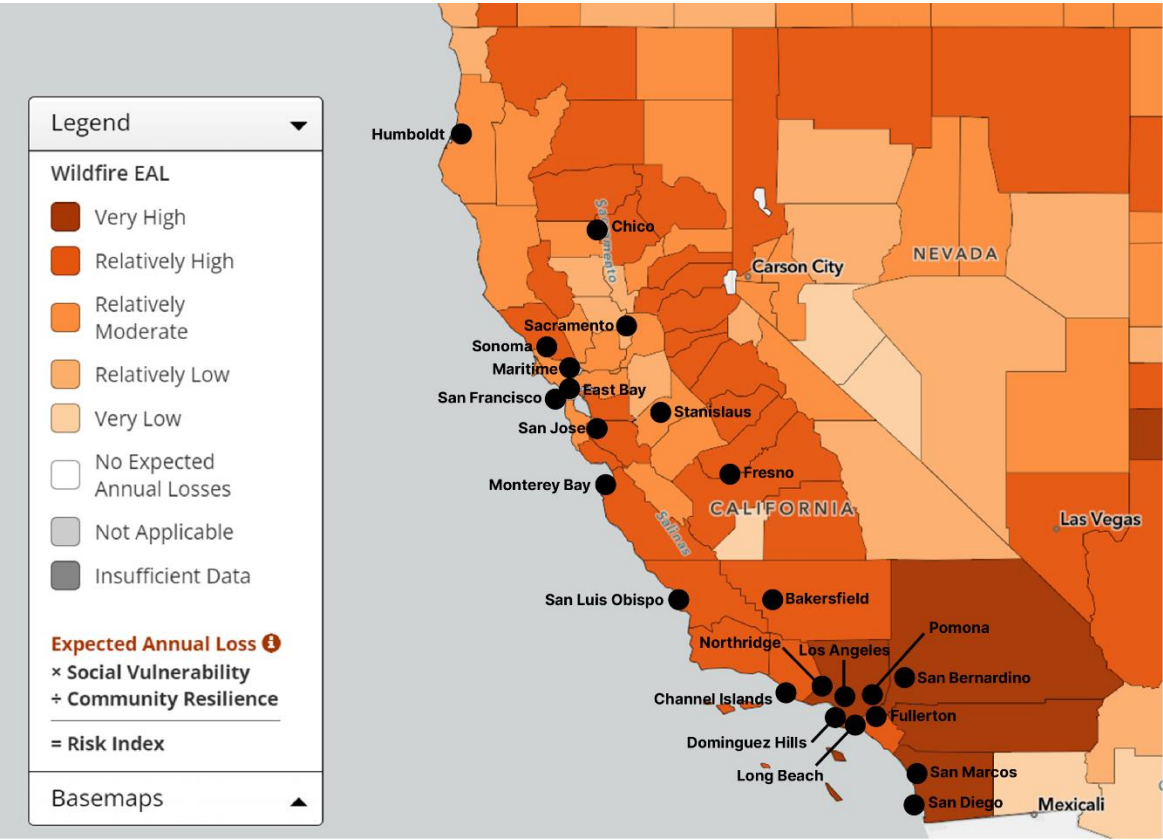 Legend
Wildfire EAL
Very High
Relatively High
Relatively
Moderate
Relatively Low
Very Low
No Expected
Annual Losses
Not Applicable
Insufficient Data
Expected Annual Loss
× Social Vulnerability
÷ Community Resilience
= Risk Index
Basemaps
Humboldt
Sacramento
Chico
NEVADA
Carson City
Sacramento
Sonoma
Maritime
East Bay
San Francisco
Stanislaus
San Jose
Fresno
Monterey Bay
CALIFORNIA
Salinas
Las Vegas
San Luis Obispo
Bakersfield
Pomona
Northridge
Los Angeles
San Bernardino
Channel Islands
Fullerton
Dominguez Hills
Long Beach
San Marcos
San Diego
Mexicali